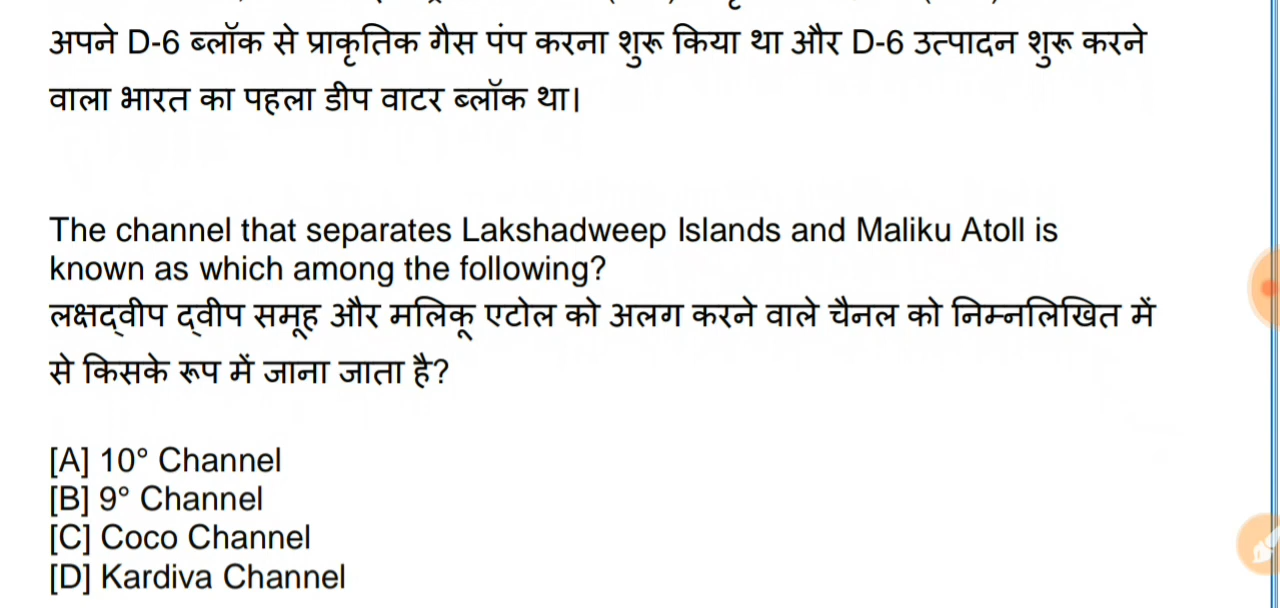 अपने D-6 ब्लॉक से प्राकृतिक गैस पंप करना शुरू किया था और D-6 उत्पादन शुरू करने
वाला भारत का पहला डीप वाटर ब्लॉक था।
The channel that separates Lakshadweep Islands and Maliku Atoll is
known as which among the following?
लक्षद्वीप द्वीप समूह और मलिकू एटोल को अलग करने वाले चैनल को निम्नलिखित में
से किसके रूप में जाना जाता है?
[A] 10° Channel
[B] 9° Channel
[C] Coco Channel
[D] Kardiva Channel